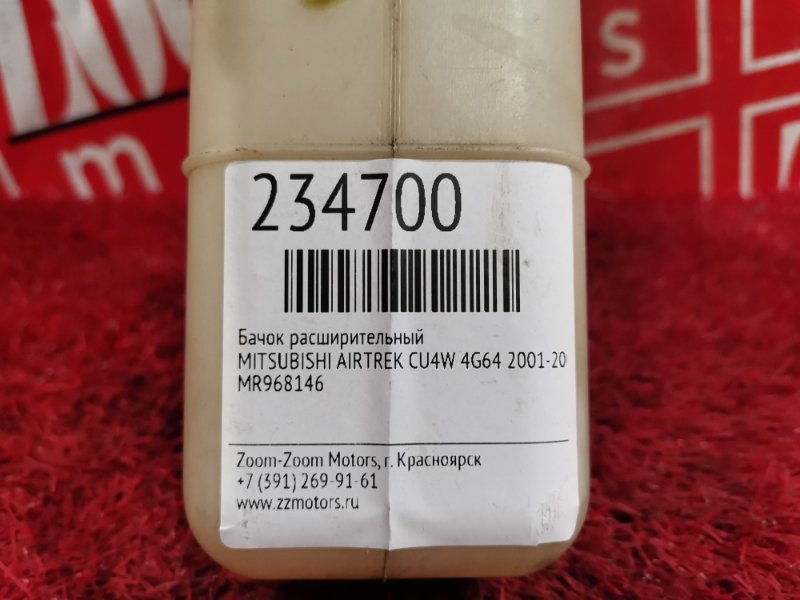 s
m
234700
Бачок расширительный
MITSUBISHI AIRTREK CU4W 4G64 2001-20
MR968146
Zoom-Zoom Motors, г. Красноярск
+7 (391) 269-91-61
www.zzmotors.ru